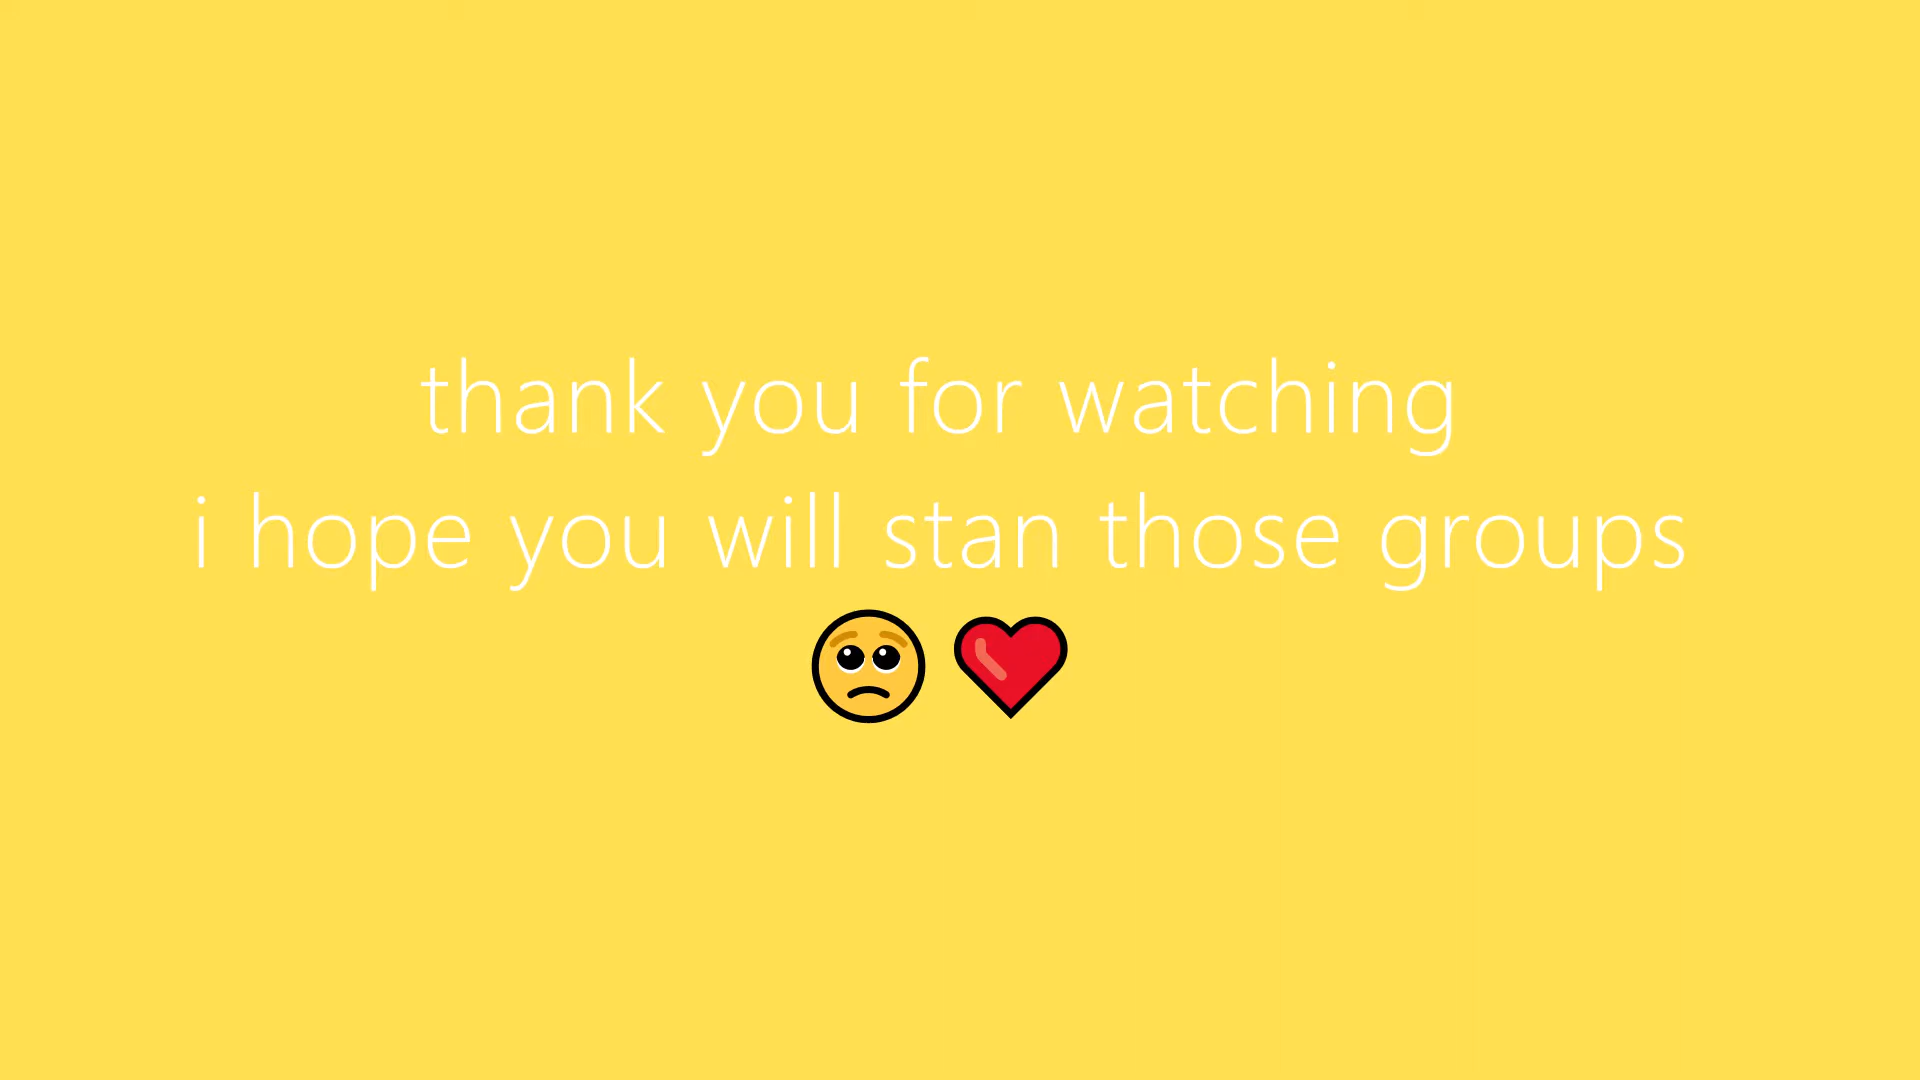 thank you for watching
i hope you will stan those groups
🥺❤️